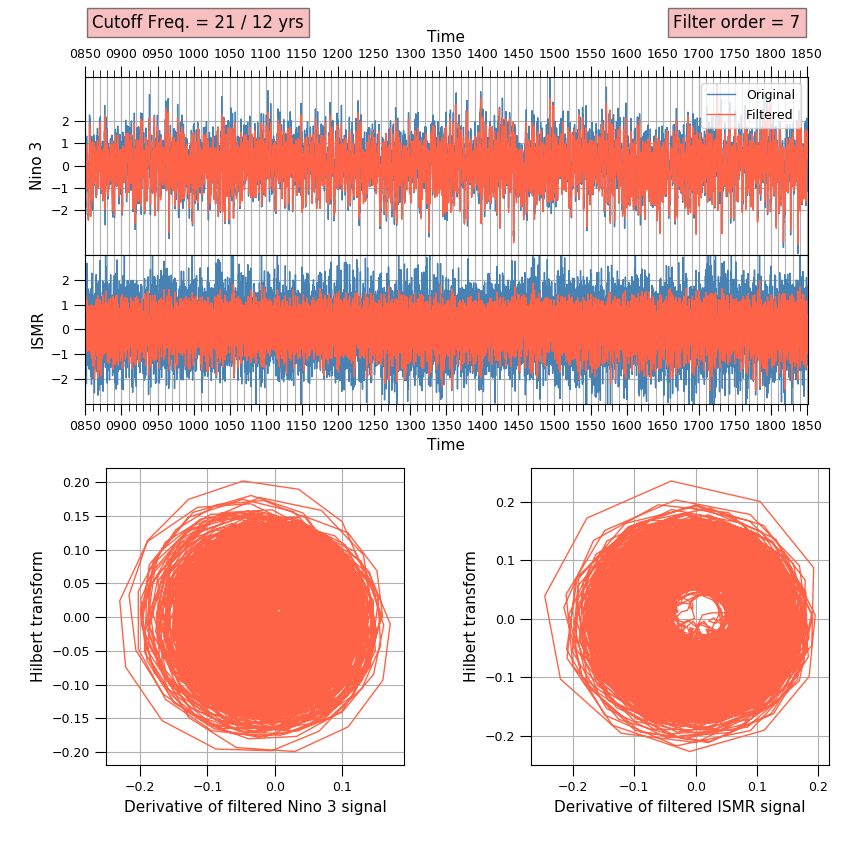 Cutoff Freq. = 21 / 12 yrs
Filter order = 7
Time
0850 0900 0950 1000 1050 1100 1150 1200 1250 1300 1350 1400 1450 1500 1550 1600 1650 1700 1750 1800 1850
Original
Filtered
Nino 3
2
1
0
−1
−2
ISMR
2
1
0
−1
−2
0850 0900 0950 1000 1050 1100 1150 1200 1250 1300 1350 1400 1450 1500 1550 1600 1650 1700 1750 1800 1850
Time
Hilbert transform
0.20
0.15
0.10
0.05
0.00
−0.05
−0.10
−0.15
−0.20
−0.2 −0.1 0.0 0.1
Derivative of filtered Nino 3 signal
Hilbert transform
0.2
0.1
0.0
−0.1
−0.2
−0.2 −0.1 0.0 0.1 0.2
Derivative of filtered ISMR signal